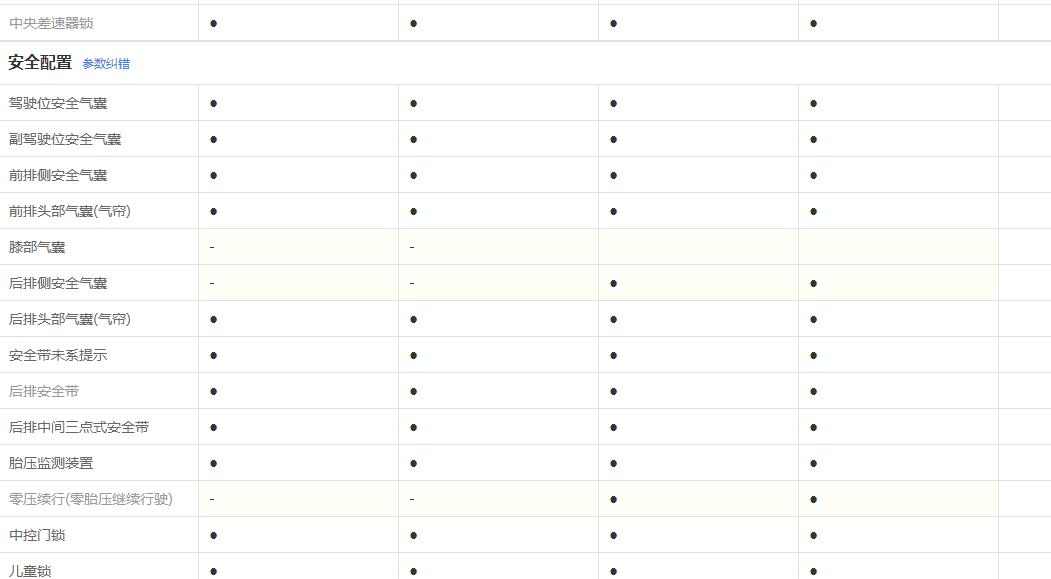 中央差速器锁 ● ● ● ●
安全配置 参数纠错
驾驶位安全气囊 ● ● ● ●
副驾驶位安全气囊 ● ● ● ●
前排侧安全气囊 ● ● ● ●
前排头部气囊(气帘) ● ● ● ●
膝部气囊 - -
后排侧安全气囊 - - ● ●
后排头部气囊(气帘) ● ● ● ●
安全带未系提示 ● ● ● ●
后排安全带 ● ● ● ●
后排中间三点式安全带 ● ● ● ●
胎压监测装置 ● ● ● ●
零压续行(零胎压继续行驶) - - ● ●
中控门锁 ● ● ● ●
儿童锁 ● ● ● ●